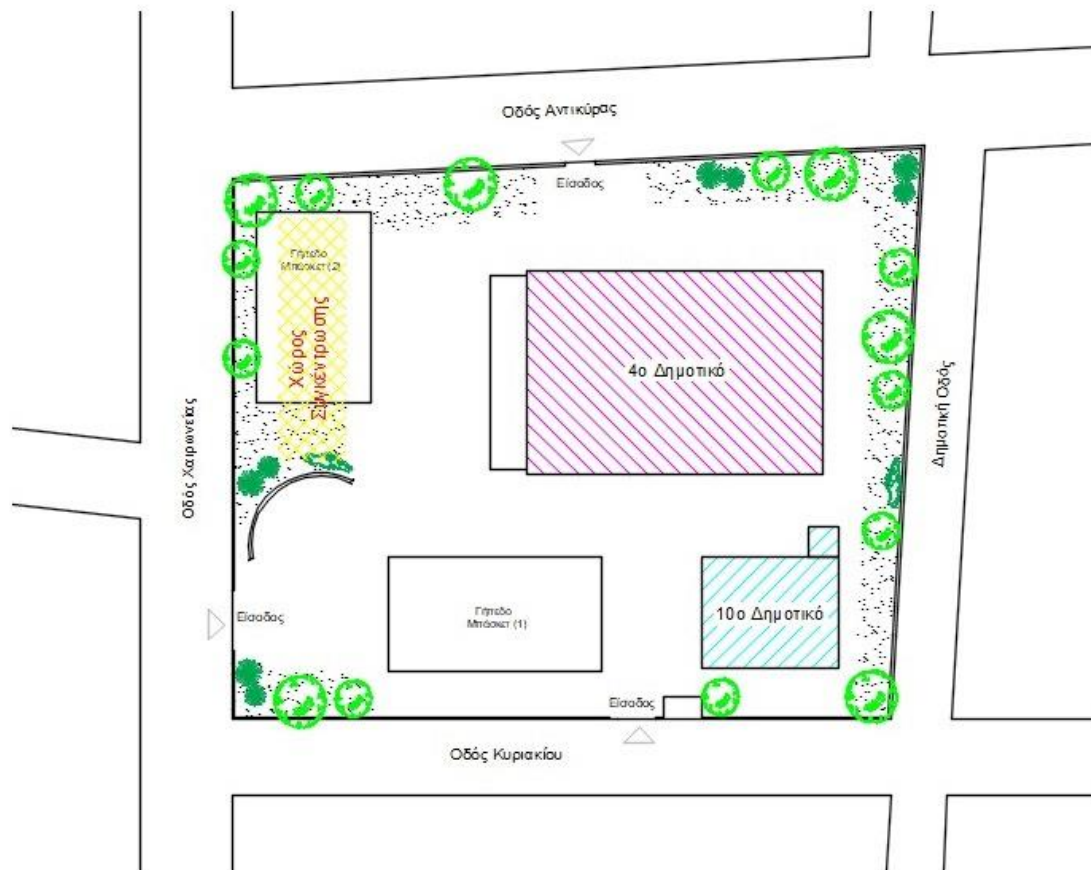 Οδός Αντικύρας
Είσοδος
Γήπεδο
Μπάσκετ (2)
Χώρος
Συγκέντρωσης
4ο Δημοτικό
Δημοτική Οδός
Οδός Χαιρωνείας
Είσοδος
Γήπεδο
Μπάσκετ (1)
10ο Δημοτικό
Είσοδος
Οδός Κυριακίου